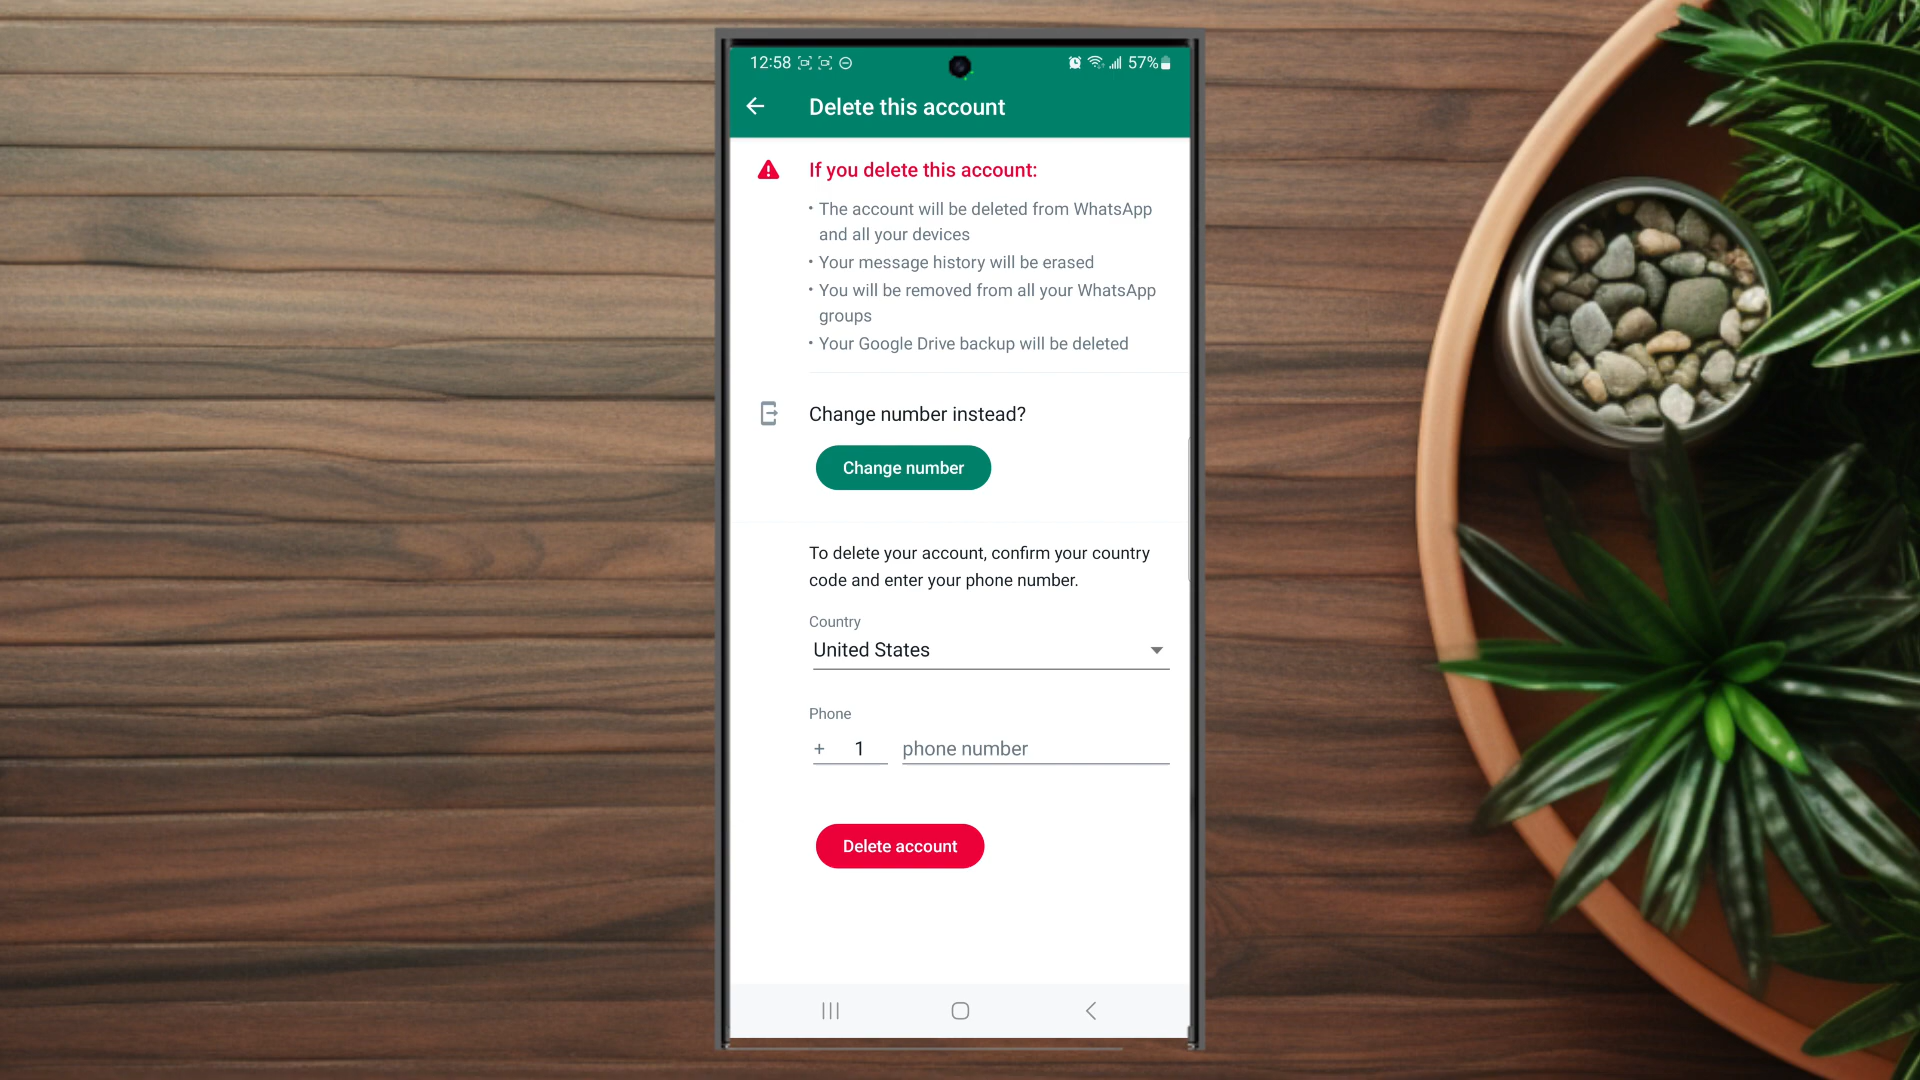 12:58 57%
Delete this account
If you delete this account:
• The account will be deleted from WhatsApp
and all your devices
• Your message history will be erased
• You will be removed from all your WhatsApp
groups
• Your Google Drive backup will be deleted
Change number instead?
Change number
To delete your account, confirm your country
code and enter your phone number.
Country
United States
Phone
+ 1 phone number
Delete account